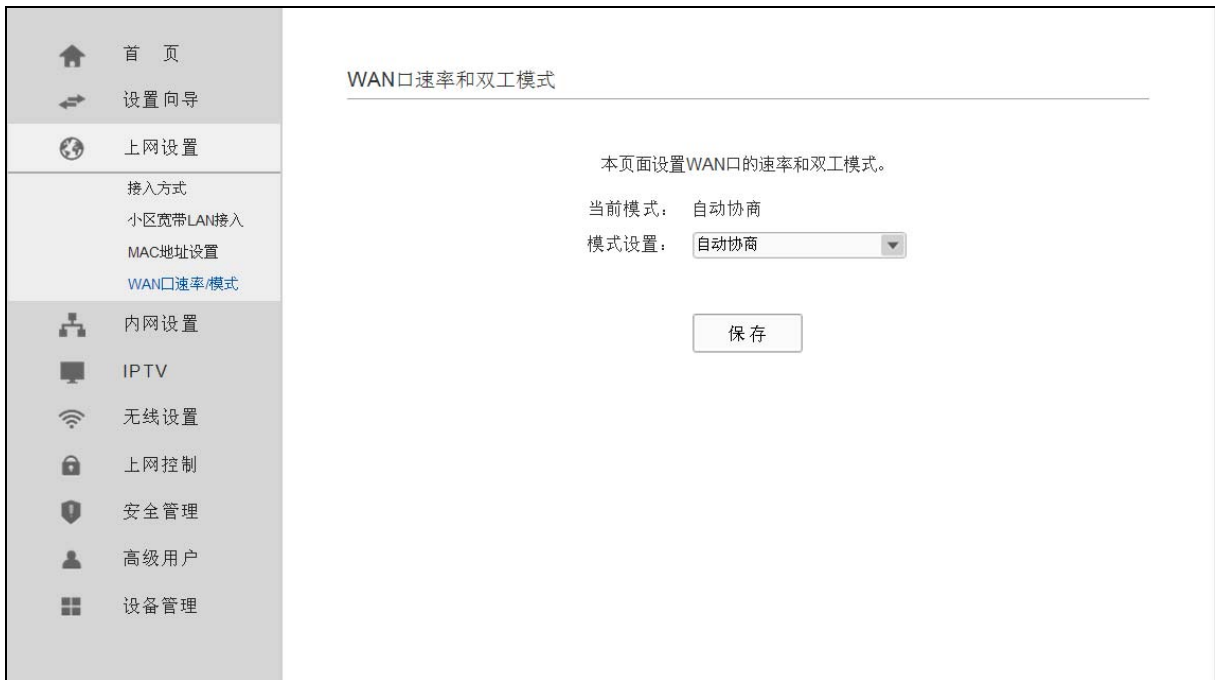 首 页
设置向导
上网设置
接入方式
小区宽带LAN接入
MAC地址设置
WAN口速率/模式
内网设置
IPTV
无线设置
上网控制
安全管理
高级用户
设备管理
WAN口速率和双工模式
本页面设置WAN口的速率和双工模式。
当前模式： 自动协商
模式设置： 自动协商
保存